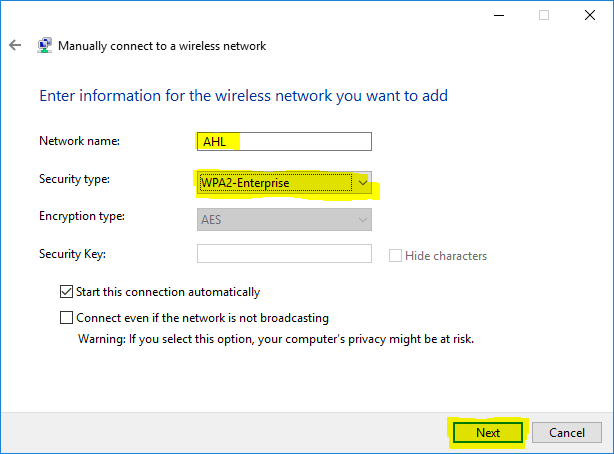 Manually connect to a wireless network
Enter information for the wireless network you want to add
Network name: AHL
Security type: WPA2-Enterprise
Encryption type: AES
Security Key: Hide characters
Start this connection automatically
Connect even if the network is not broadcasting
Warning: If you select this option, your computer's privacy might be at risk.
Next Cancel